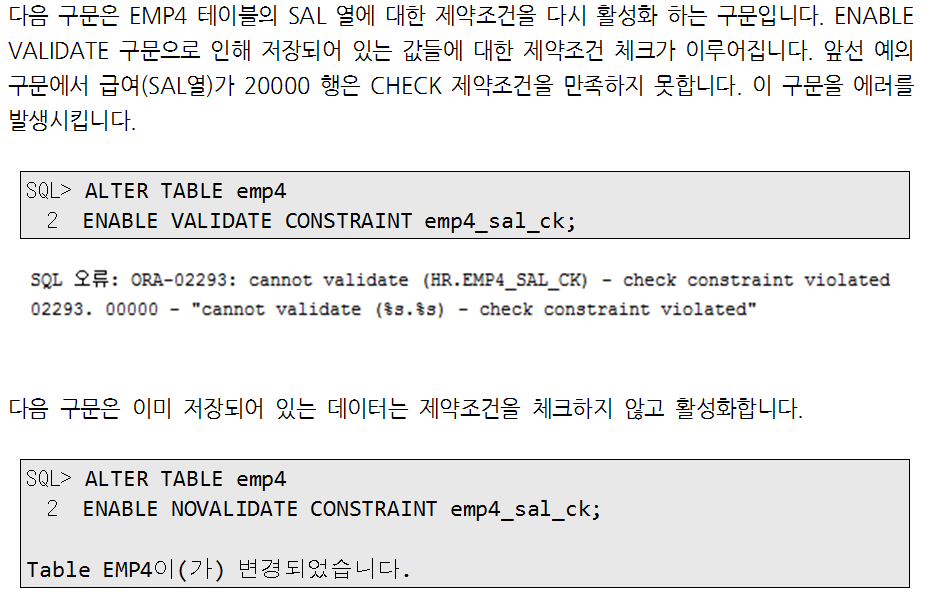 다음 구문은 EMP4 테이블의 SAL 열에 대한 제약조건을 다시 활성화 하는 구문입니다. ENABLE
VALIDATE 구문으로 인해 저장되어 있는 값들에 대한 제약조건 체크가 이루어집니다. 앞선 예의
구문에서 급여(SAL열)가 20000 행은 CHECK 제약조건을 만족하지 못합니다. 이 구문을 에러를
발생시킵니다.
SQL> ALTER TABLE emp4
2 ENABLE VALIDATE CONSTRAINT emp4_sal_ck;
SQL 오류: ORA-02293: cannot validate (HR.EMP4_SAL_CK) - check constraint violated
02293. 00000 - "cannot validate (%s.%s) - check constraint violated"
다음 구문은 이미 저장되어 있는 데이터는 제약조건을 체크하지 않고 활성화합니다.
SQL> ALTER TABLE emp4
2 ENABLE NOVALIDATE CONSTRAINT emp4_sal_ck;
Table EMP4이(가) 변경되었습니다.